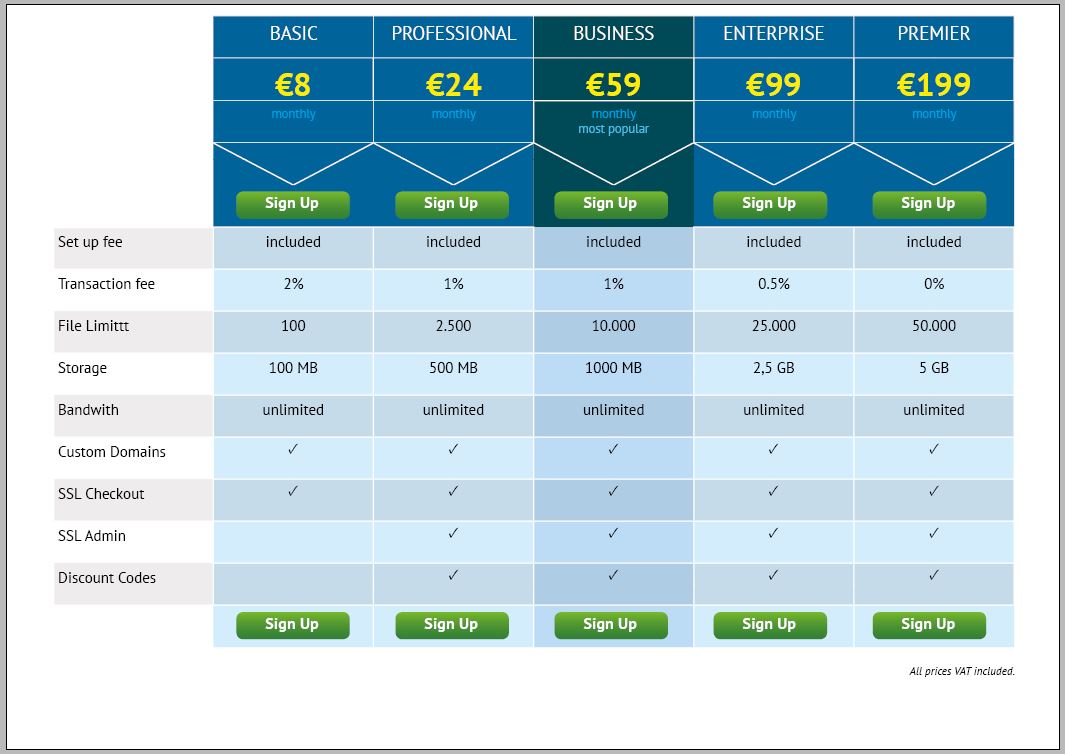 BASIC PROFESSIONAL BUSINESS ENTERPRISE PREMIER
€8 €24 €59 €99 €199
monthly monthly monthly monthly monthly
most popular
Sign Up Sign Up Sign Up Sign Up Sign Up
Set up fee included included included included included
Transaction fee 2% 1% 1% 0.5% 0%
File Limittt 100 2.500 10.000 25.000 50.000
Storage 100 MB 500 MB 1000 MB 2,5 GB 5 GB
Bandwith unlimited unlimited unlimited unlimited unlimited
Custom Domains ✓ ✓ ✓ ✓ ✓
SSL Checkout ✓ ✓ ✓ ✓ ✓
SSL Admin ✓ ✓ ✓ ✓
Discount Codes ✓ ✓ ✓ ✓
Sign Up Sign Up Sign Up Sign Up Sign Up
All prices VAT included.